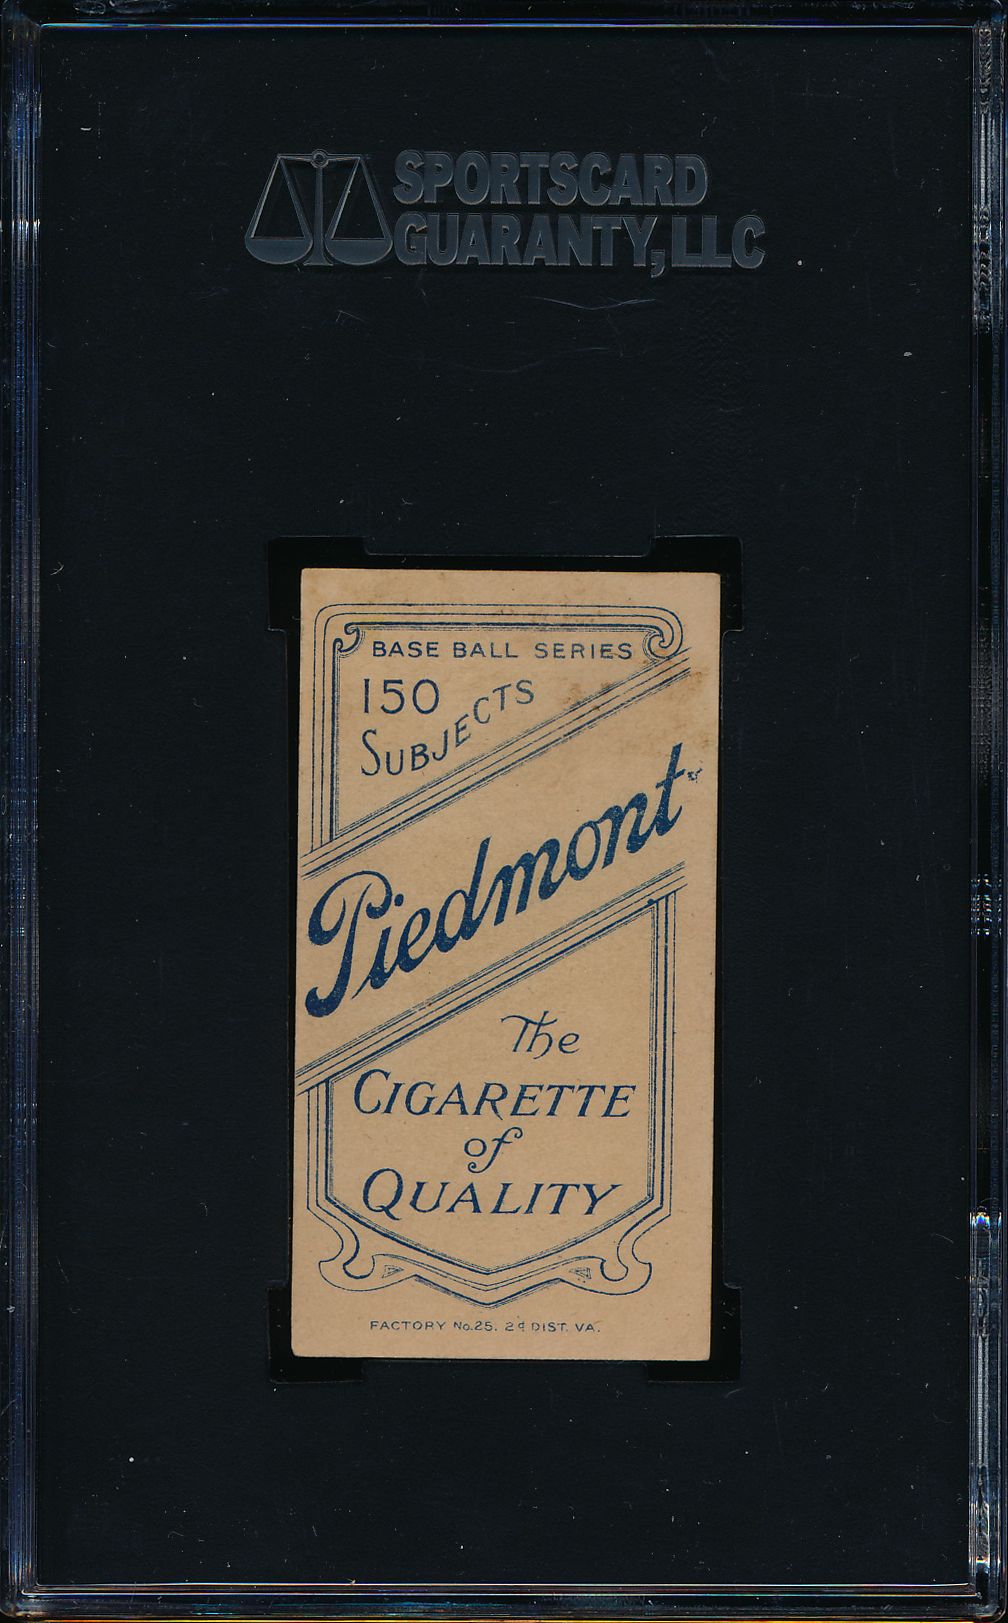 SPORTSCARD
GUARANTY, LLC
BASE BALL SERIES
150
SUBJECTS
Piedmont
The
CIGARETTE
of
QUALITY
FACTORY No. 25. 2d DIST. VA.